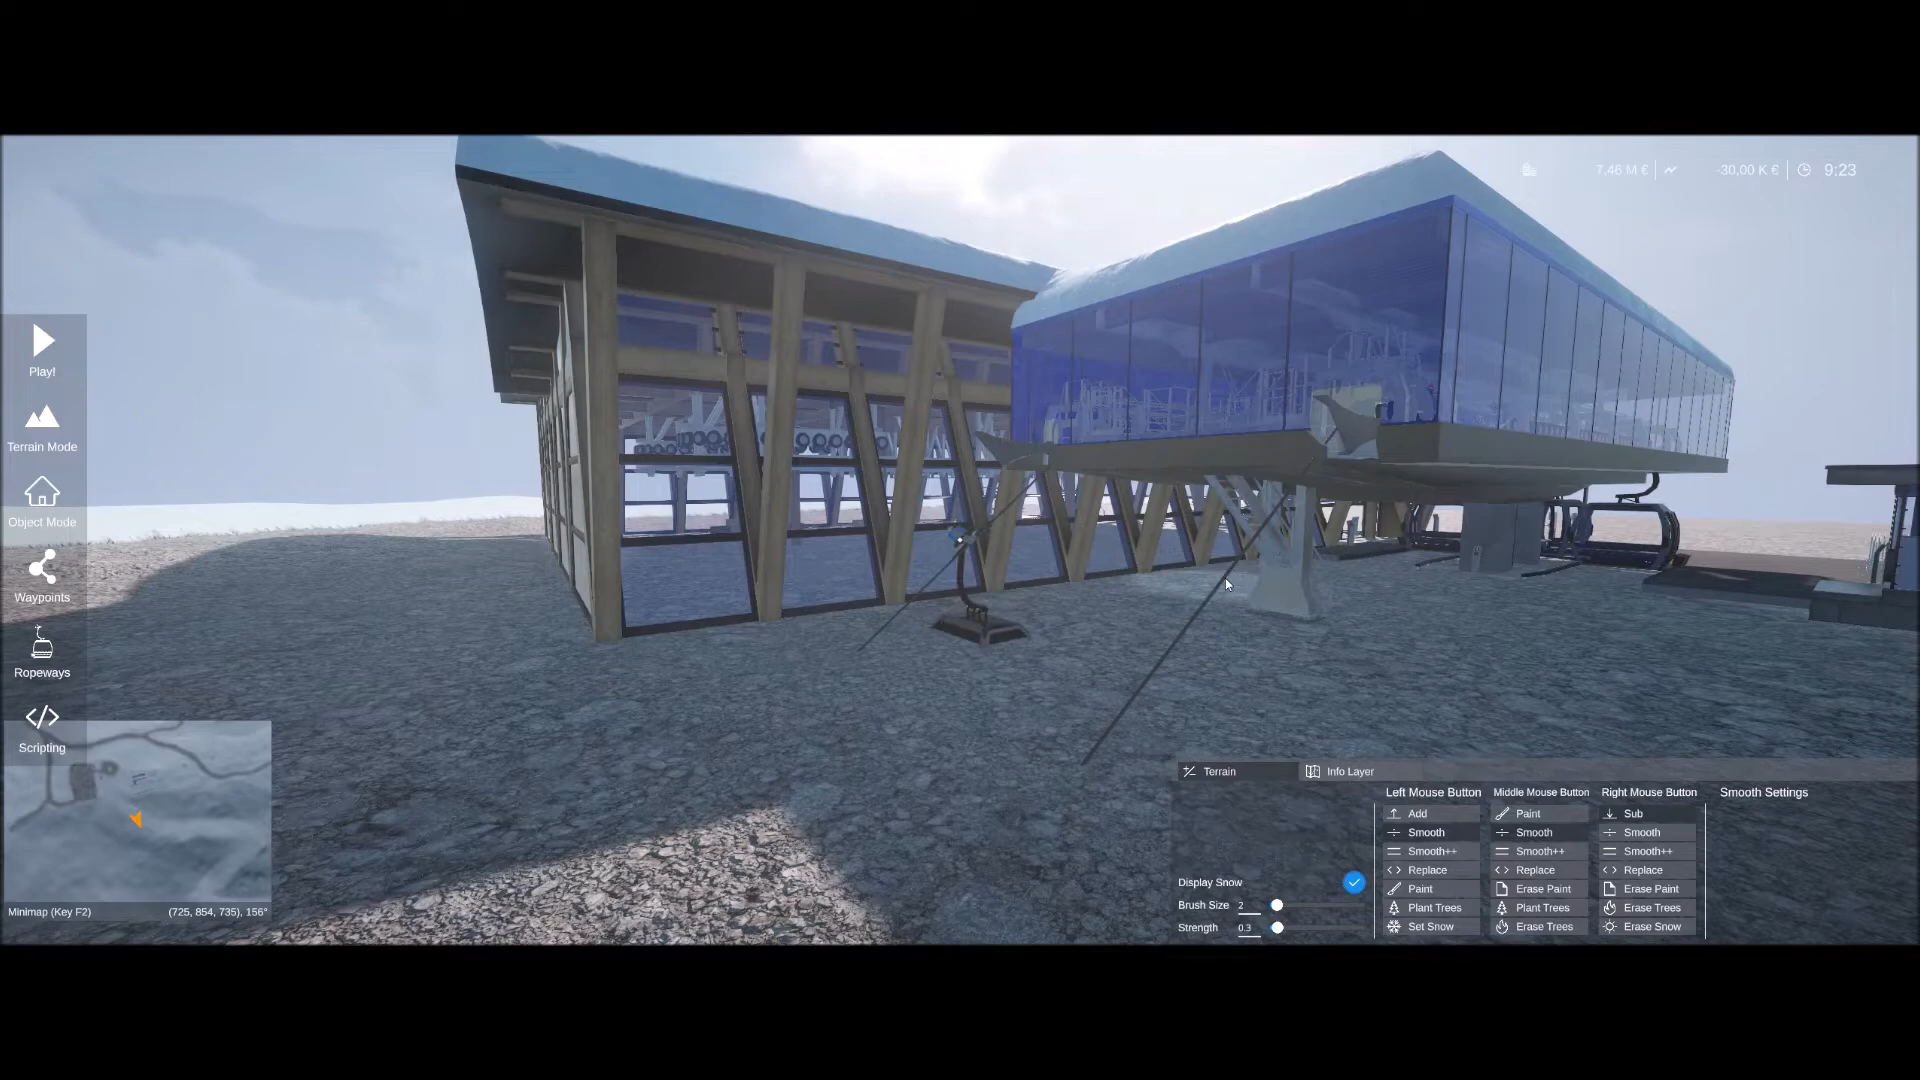 7,46 M €
-30,00 K €
9:23
Play!
Terrain Mode
Object Mode
Waypoints
Ropeways
Scripting
Minimap (Key F2)
(725, 854, 735), 156°
Terrain
Info Layer
Display Snow
Brush Size 2
Strength 0.3
Left Mouse Button
Add
Smooth
Smooth++
Replace
Paint
Plant Trees
Set Snow
Middle Mouse Button
Paint
Smooth
Smooth++
Replace
Erase Paint
Plant Trees
Erase Trees
Right Mouse Button
Sub
Smooth
Smooth++
Replace
Erase Paint
Erase Trees
Erase Snow
Smooth Settings